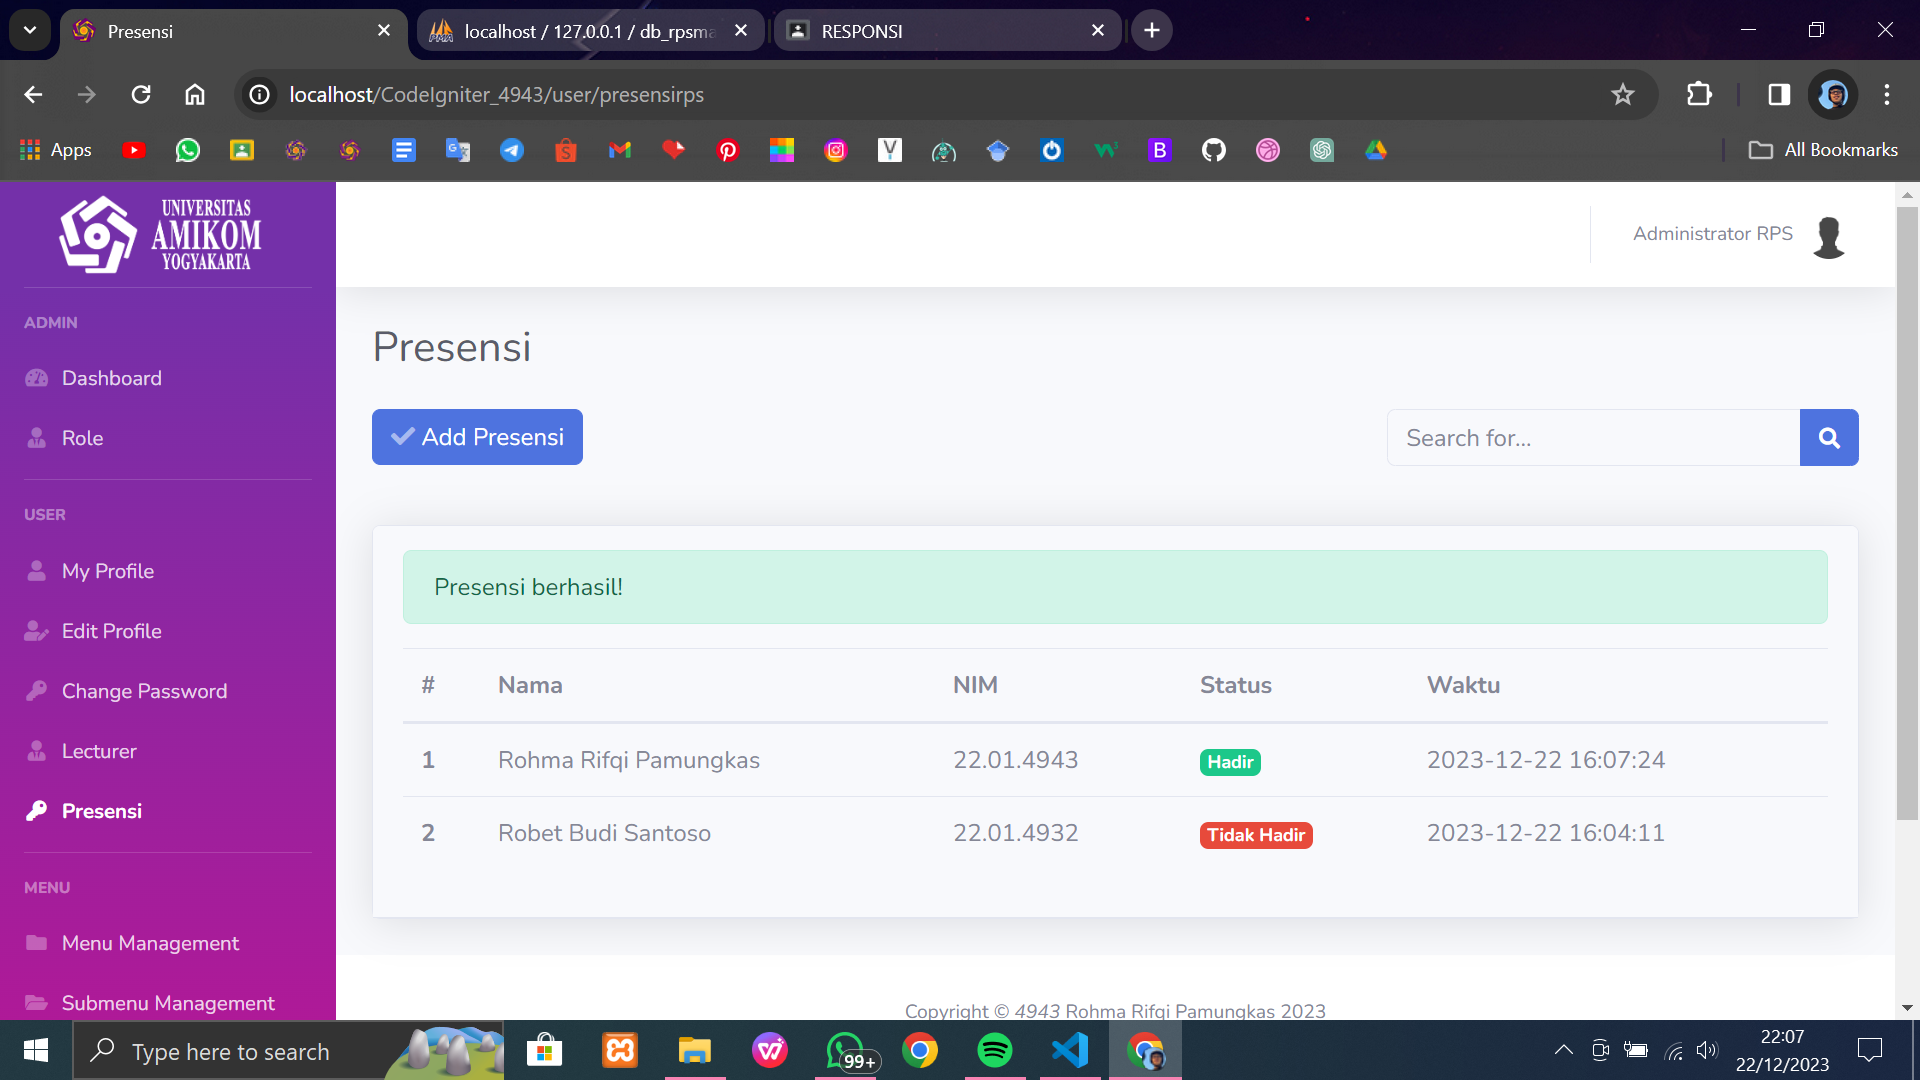 Presensi
localhost / 127.0.0.1 / db_rpsma
RESPONSI
localhost/CodeIgniter_4943/user/presensirps
Apps
All Bookmarks
UNIVERSITAS
AMIKOM
YOGYAKARTA
Administrator RPS
ADMIN
Dashboard
Role
USER
My Profile
Edit Profile
Change Password
Lecturer
Presensi
MENU
Menu Management
Submenu Management
Presensi
Add Presensi
Search for...
Presensi berhasil!
# Nama NIM Status Waktu
1 Rohma Rifqi Pamungkas 22.01.4943 Hadir 2023-12-22 16:07:24
2 Robet Budi Santoso 22.01.4932 Tidak Hadir 2023-12-22 16:04:11
Copyright © 4943 Rohma Rifqi Pamungkas 2023
Type here to search
99+
22:07
22/12/2023